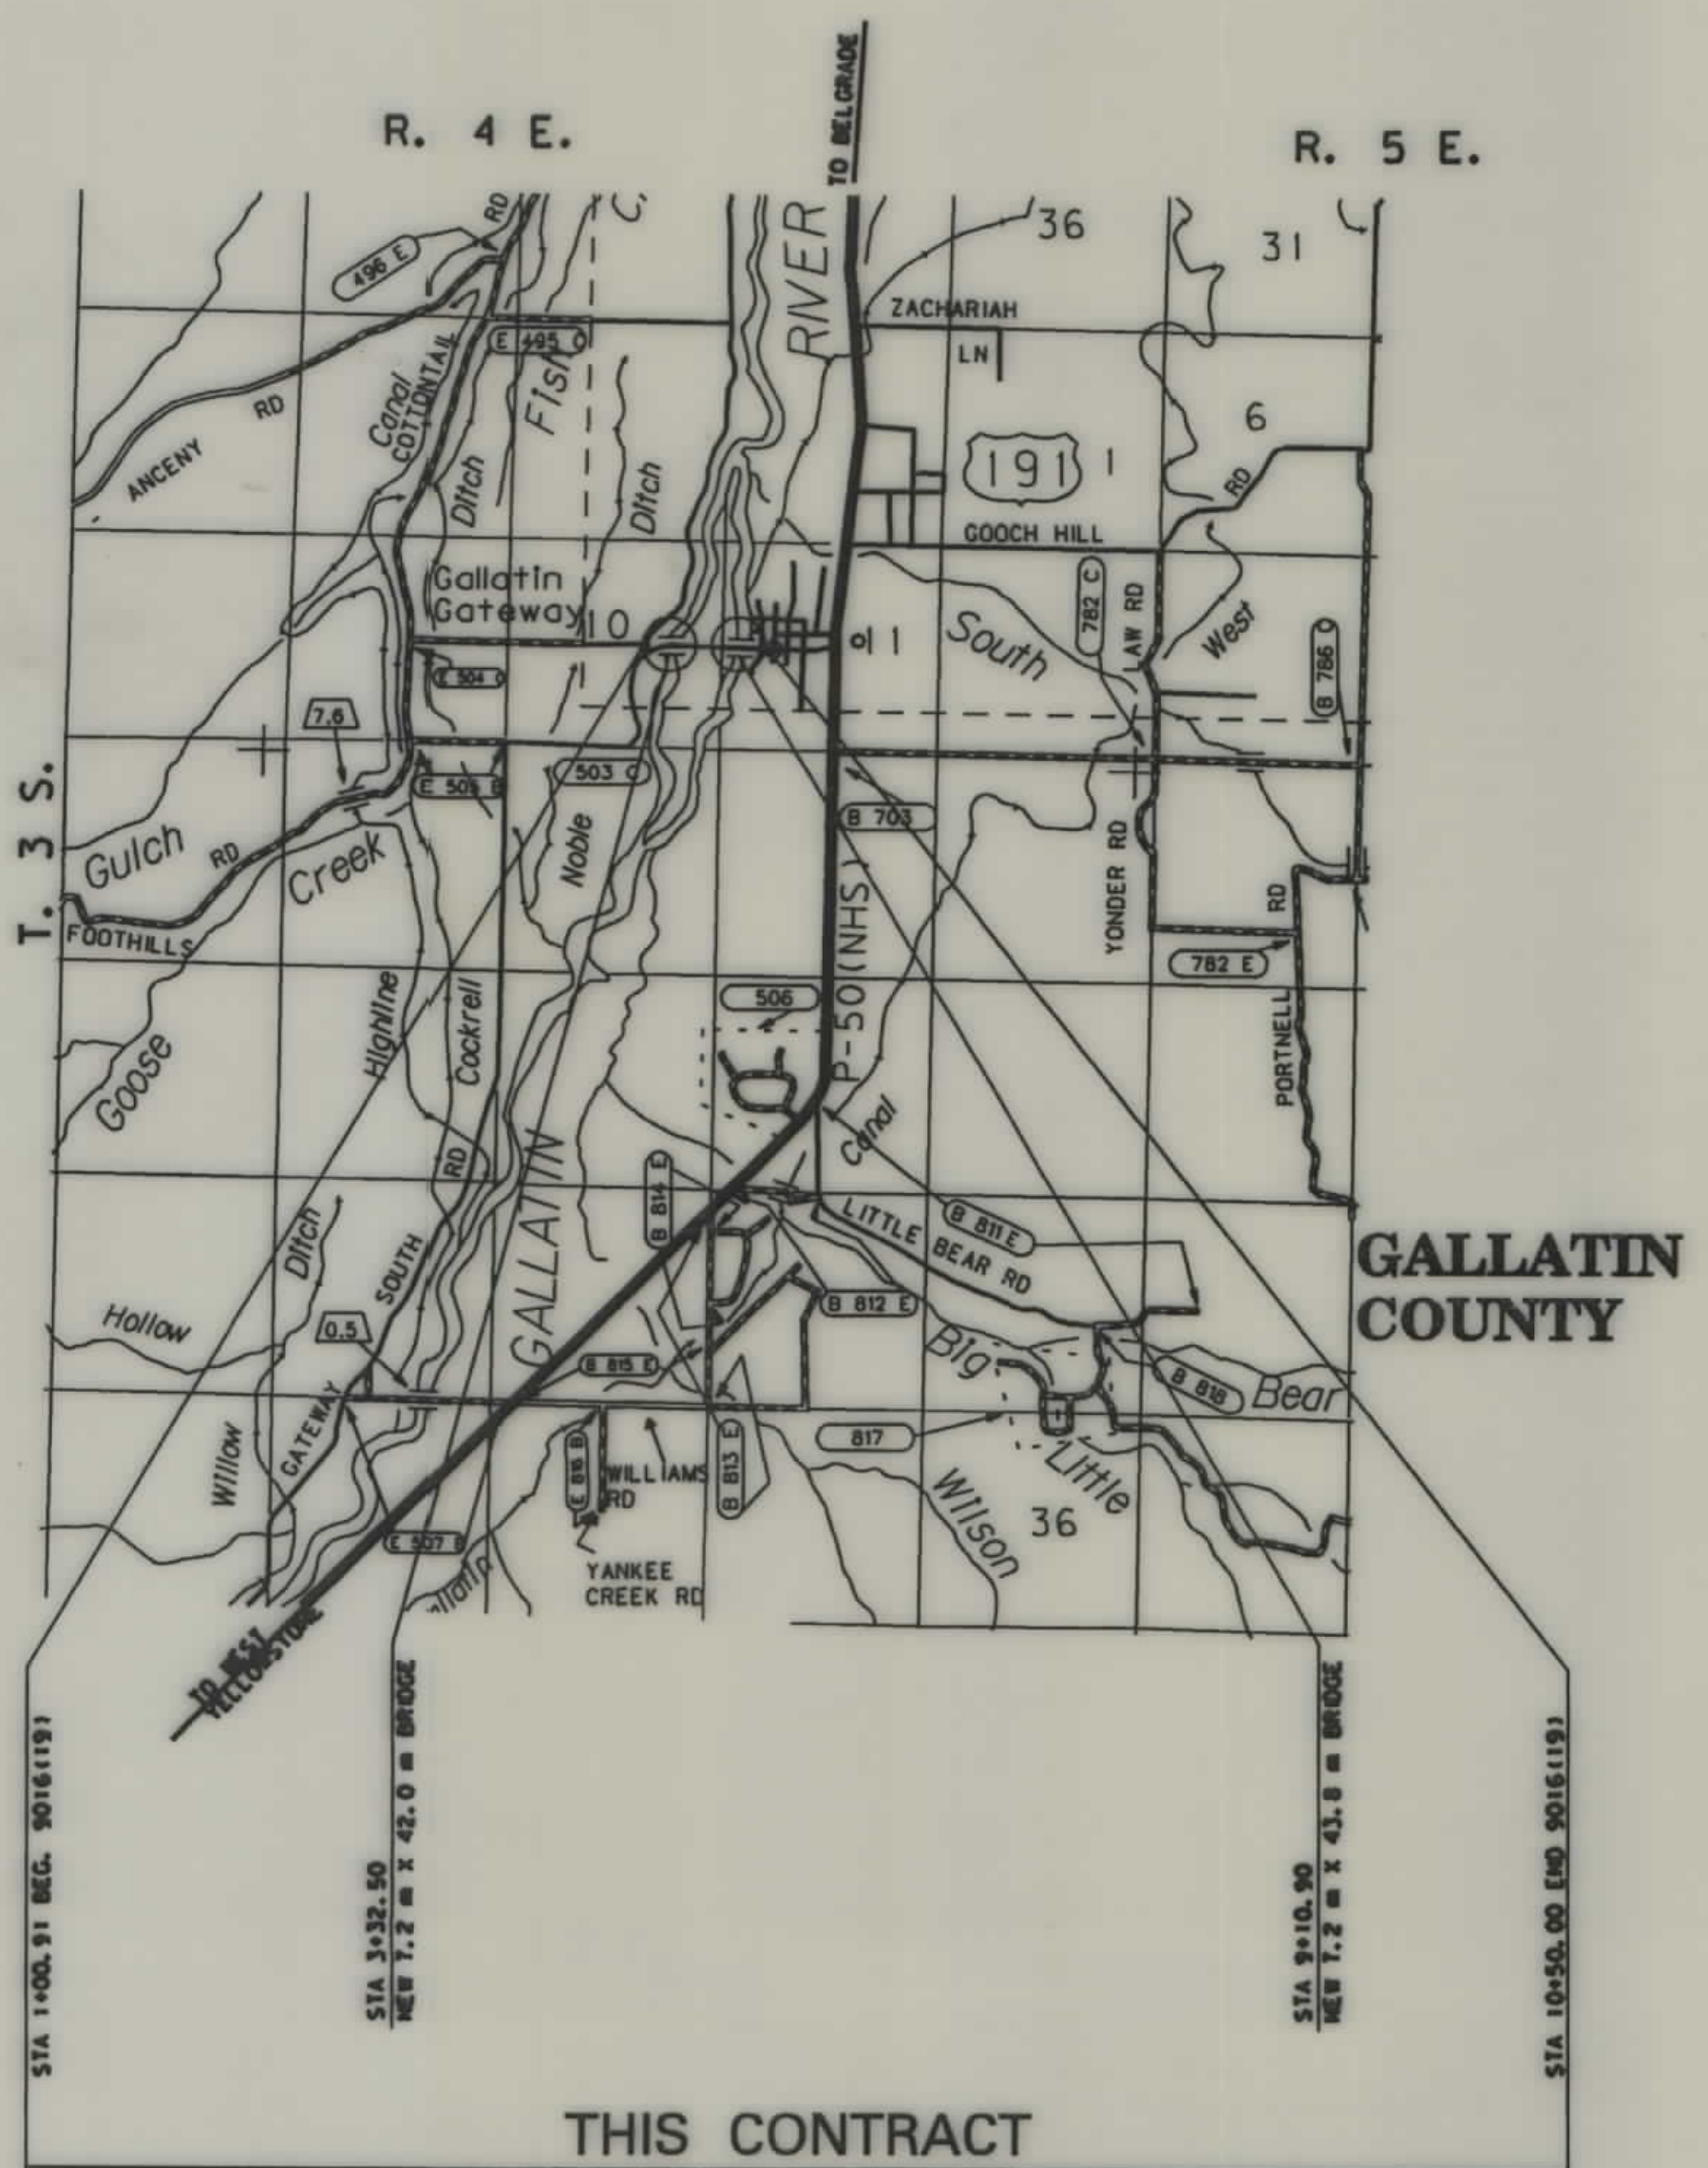 TO BELGRADE
R. 4 E.
R. 5 E.
RD
C,
36
31
496 E
RIVER
ZACHARIAH
LN
E 495 C
Canal
COTTONTAIL
Fish
RD
ANCENY
Ditch
Ditch
6
191
1
RD
GOOCH HILL
Gallatin
Gateway
10
11
South
782 C
LAW RD
West
B 786 C
E 504 C
7.6
T. 3 S.
E 505 B
503 C
B 703
Noble
Gulch
RD
Creek
FOOTHILLS
YONDER RD
RD
782 E
P-50(NHS)
506
Highline
Cockrell
PORTNELL
Goose
Canal
RD
B 814 E
GALLATIN
LITTLE BEAR RD
B 811 E
GALLATIN
COUNTY
Ditch
SOUTH
Hollow
0.5
B 812 E
Big
B 815 E
B 818
Bear
GATEWAY
Willow
E 816 B
WILLIAMS
RD
B 813 E
817
Little
Wilson
36
E 507 B
allatin
YANKEE
CREEK RD
TO WEST
YELLOWSTONE
STA 1+00.91 BEG. 9016(19)
STA 3+32.50
NEW 7.2 m X 42.0 m BRIDGE
STA 9+10.90
NEW 7.2 m X 43.8 m BRIDGE
STA 10+50.00 END 9016(19)
THIS CONTRACT